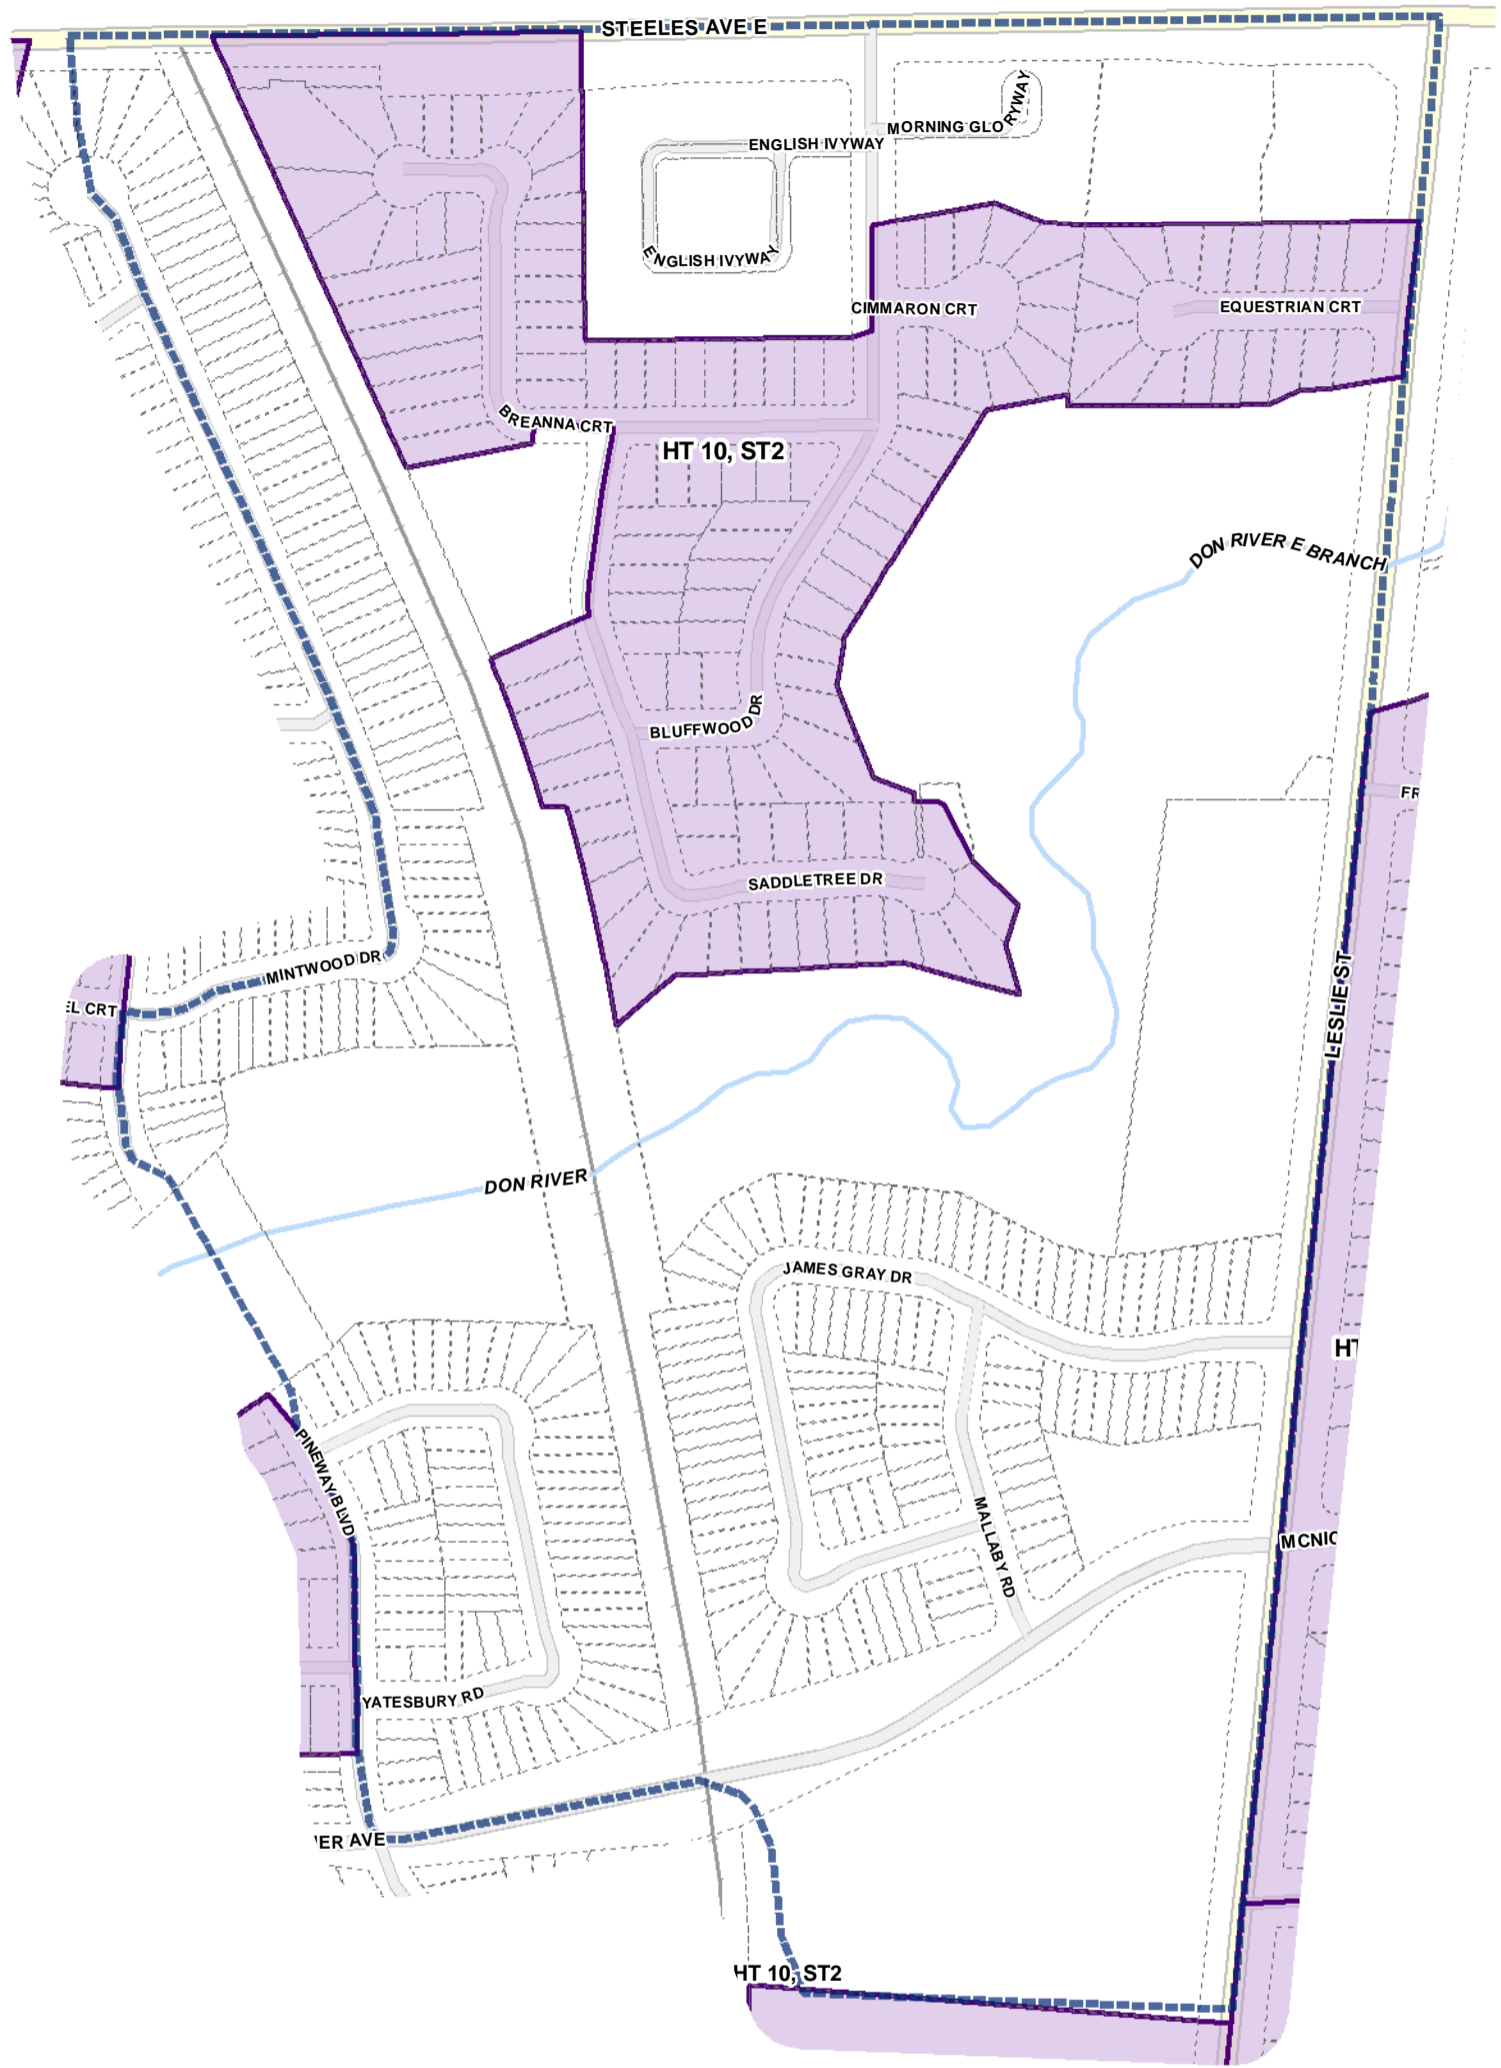 STEELES AVE E
MORNING GLORYWAY
ENGLISH IVYWAY
ENGLISH IVYWAY
CIMMARON CRT
EQUESTRIAN CRT
BREANNA CRT
HT 10, ST2
DON RIVER E BRANCH
BLUFFWOOD DR
FR
SADDLETREE DR
MINTWOOD DR
EL CRT
LESLIE ST
DON RIVER
JAMES GRAY DR
HT
PINEWAY BLVD
MALLABY RD
MCNIC
YATESBURY RD
ER AVE
HT 10, ST2